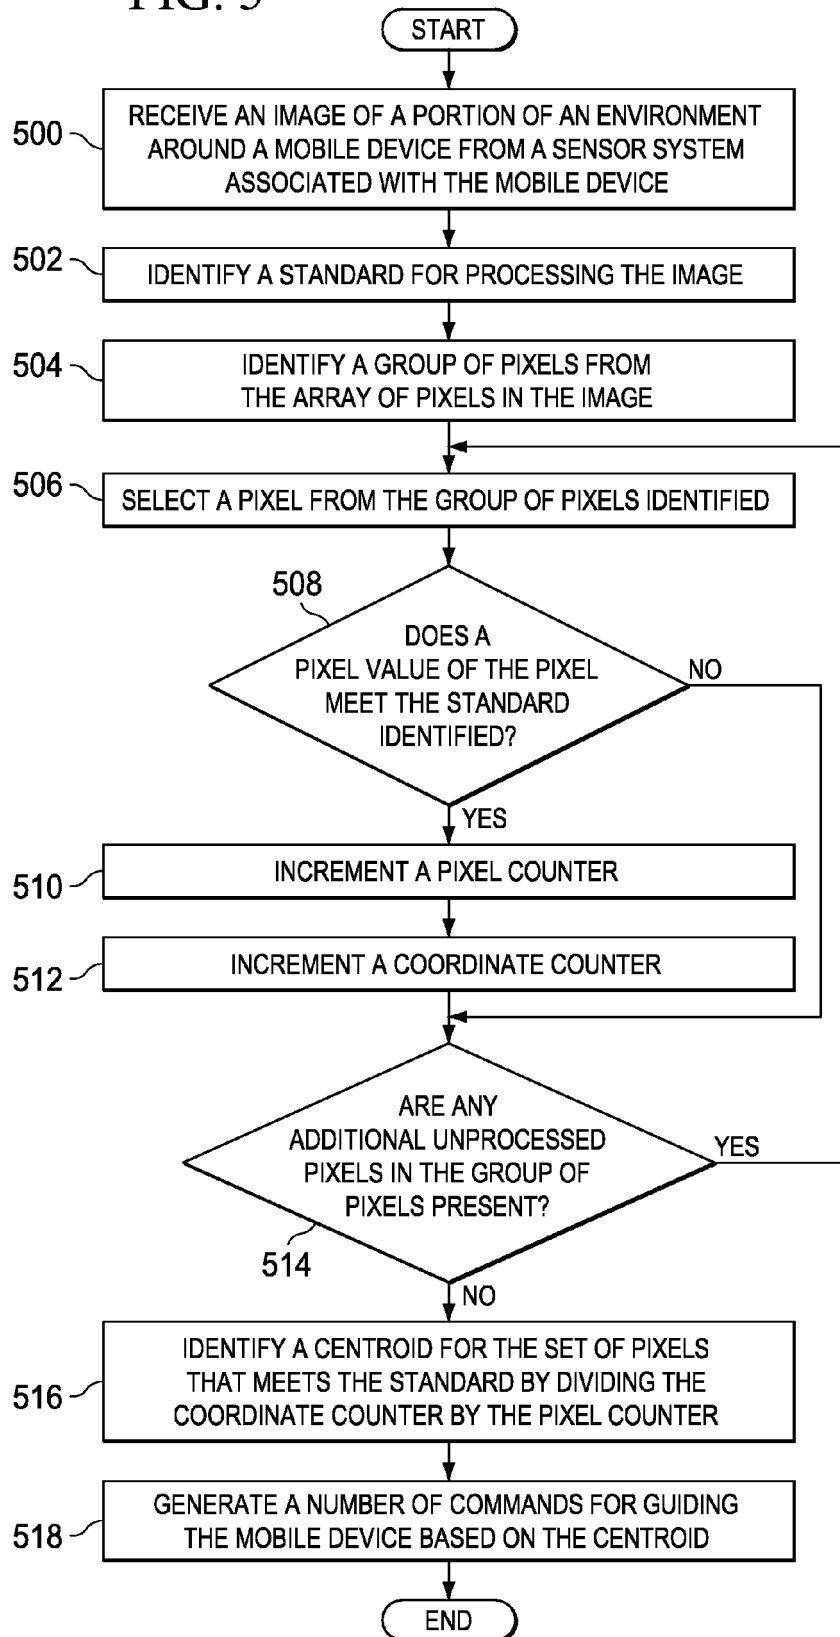 FIG. 5
START
500
RECEIVE AN IMAGE OF A PORTION OF AN ENVIRONMENT
AROUND A MOBILE DEVICE FROM A SENSOR SYSTEM
ASSOCIATED WITH THE MOBILE DEVICE
502
IDENTIFY A STANDARD FOR PROCESSING THE IMAGE
504
IDENTIFY A GROUP OF PIXELS FROM
THE ARRAY OF PIXELS IN THE IMAGE
506
SELECT A PIXEL FROM THE GROUP OF PIXELS IDENTIFIED
508
DOES A
PIXEL VALUE OF THE PIXEL
MEET THE STANDARD
IDENTIFIED?
NO
YES
510
INCREMENT A PIXEL COUNTER
512
INCREMENT A COORDINATE COUNTER
ARE ANY
ADDITIONAL UNPROCESSED
PIXELS IN THE GROUP OF
PIXELS PRESENT?
YES
514
NO
516
IDENTIFY A CENTROID FOR THE SET OF PIXELS
THAT MEETS THE STANDARD BY DIVIDING THE
COORDINATE COUNTER BY THE PIXEL COUNTER
518
GENERATE A NUMBER OF COMMANDS FOR GUIDING
THE MOBILE DEVICE BASED ON THE CENTROID
END